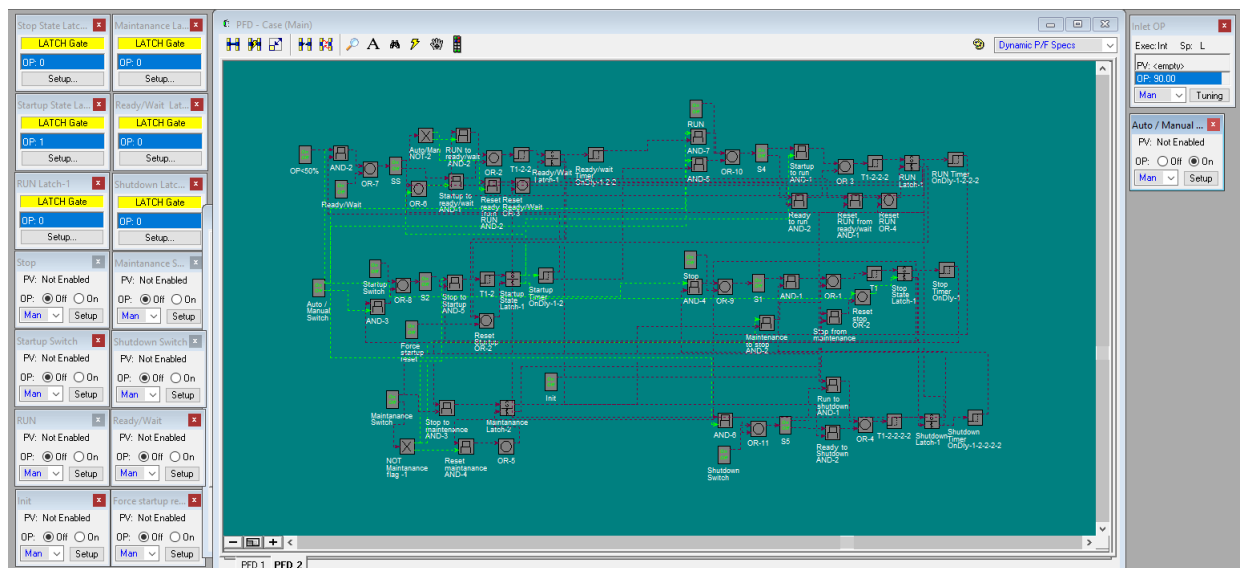 Stop State Latc...
LATCH Gate
OP: 0
Setup...
Maintanance La...
LATCH Gate
OP: 0
Setup...
Startup State La...
LATCH Gate
OP: 1
Setup...
Ready/Wait Lat...
LATCH Gate
OP: 0
Setup...
RUN Latch-1
LATCH Gate
OP: 0
Setup...
Shutdown Latc...
LATCH Gate
OP: 0
Setup...
Stop
PV: Not Enabled
OP: Off On
Man Setup
Maintanance S...
PV: Not Enabled
OP: Off On
Man Setup
Startup Switch
PV: Not Enabled
OP: Off On
Man Setup
Shutdown Switch
PV: Not Enabled
OP: Off On
Man Setup
RUN
PV: Not Enabled
OP: Off On
Man Setup
Ready/Wait
PV: Not Enabled
OP: Off On
Man Setup
Init
PV: Not Enabled
OP: Off On
Man Setup
Force startup re...
PV: Not Enabled
OP: Off On
Man Setup
PFD - Case (Main)
A
Dynamic P/F Specs
OP<50%
AND-2
OR-7
SS
Ready/Wait
Auto/Man
NOT-2
RUN to
ready/wait
AND-2
OR-6
Startup to
ready/wait
AND-1
OR-2
T1-2-2
Ready/Wait
Latch-1
Ready/wait
Timer
OnDly-1-2-2
Reset
ready
from
RUN
AND-2
Reset
Ready/Wait
OR-3
RUN
AND-7
AND-5
OR-10
S4
Startup
to run
AND-1
OR-3
T1-2-2-2
RUN
Latch-1
RUN Timer
OnDly-1-2-2-2
Ready
to run
AND-2
Reset
RUN from
ready/wait
AND-1
Reset
RUN
OR-4
Auto /
Manual
Switch
Startup
Switch
AND-3
OR-8
S2
Stop to
Startup
AND-5
T1-2
Startup
State
Latch-1
Startup
Timer
OnDly-1-2
Force
startup
reset
Reset
Startup
OR-2
Stop
AND-4
OR-9
S1
AND-1
OR-1
T1
Stop
State
Latch-1
Stop
Timer
OnDly-1
Reset
stop
OR-2
Maintenance
to stop
AND-2
Stop from
maintenance
Init
Maintanance
Switch
Stop to
maintenance
AND-3
Maintenance
Latch-2
NOT
Maintanance
flag -1
Reset
maintanance
AND-4
OR-5
Run to
shutdown
AND-1
AND-6
OR-11
S5
Ready to
Shutdown
AND-2
OR-4
T1-2-2-2-2
Shutdown
Latch-1
Shutdown
Timer
OnDly-1-2-2-2-2
Shutdown
Switch
PFD 1 PFD 2
Inlet OP
Exec:Int Sp: L
PV: <empty>
OP: 90.00
Man Tuning
Auto / Manual ...
PV: Not Enabled
OP: Off On
Man Setup